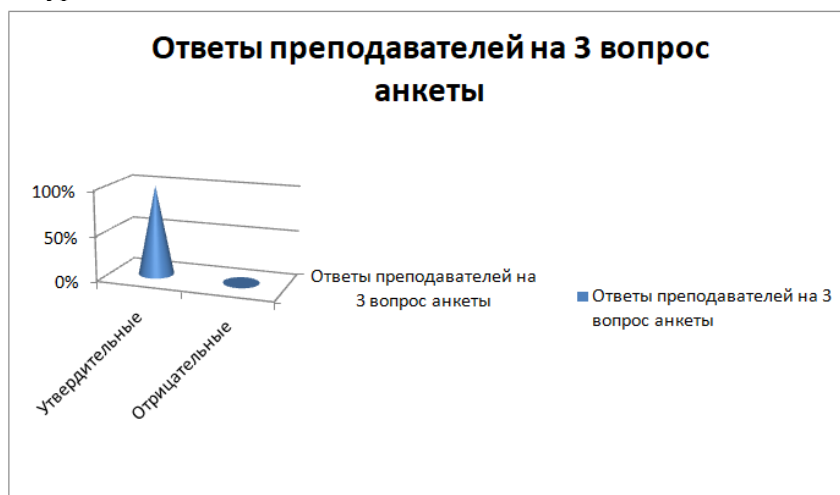 Ответы преподавателей на 3 вопрос
анкеты
100%
50%
0%
Утвердительные
Отрицательные
Ответы преподавателей на
3 вопрос анкеты
Ответы преподавателей на 3
вопрос анкеты